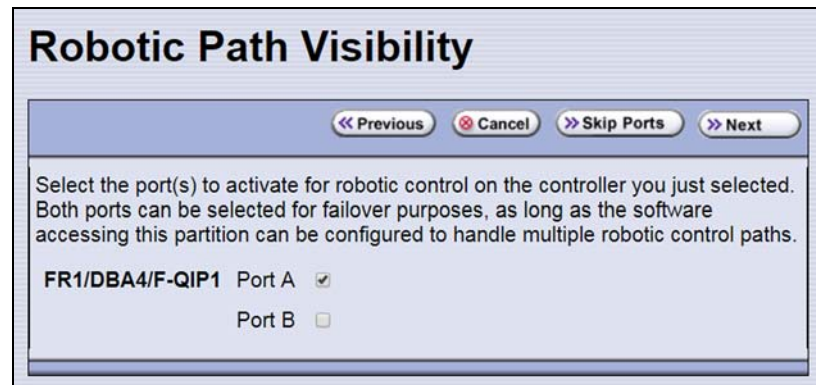 Robotic Path Visibility
Previous Cancel Skip Ports Next
Select the port(s) to activate for robotic control on the controller you just selected.
Both ports can be selected for failover purposes, as long as the software
accessing this partition can be configured to handle multiple robotic control paths.
FR1/DBA4/F-QIP1 Port A
Port B